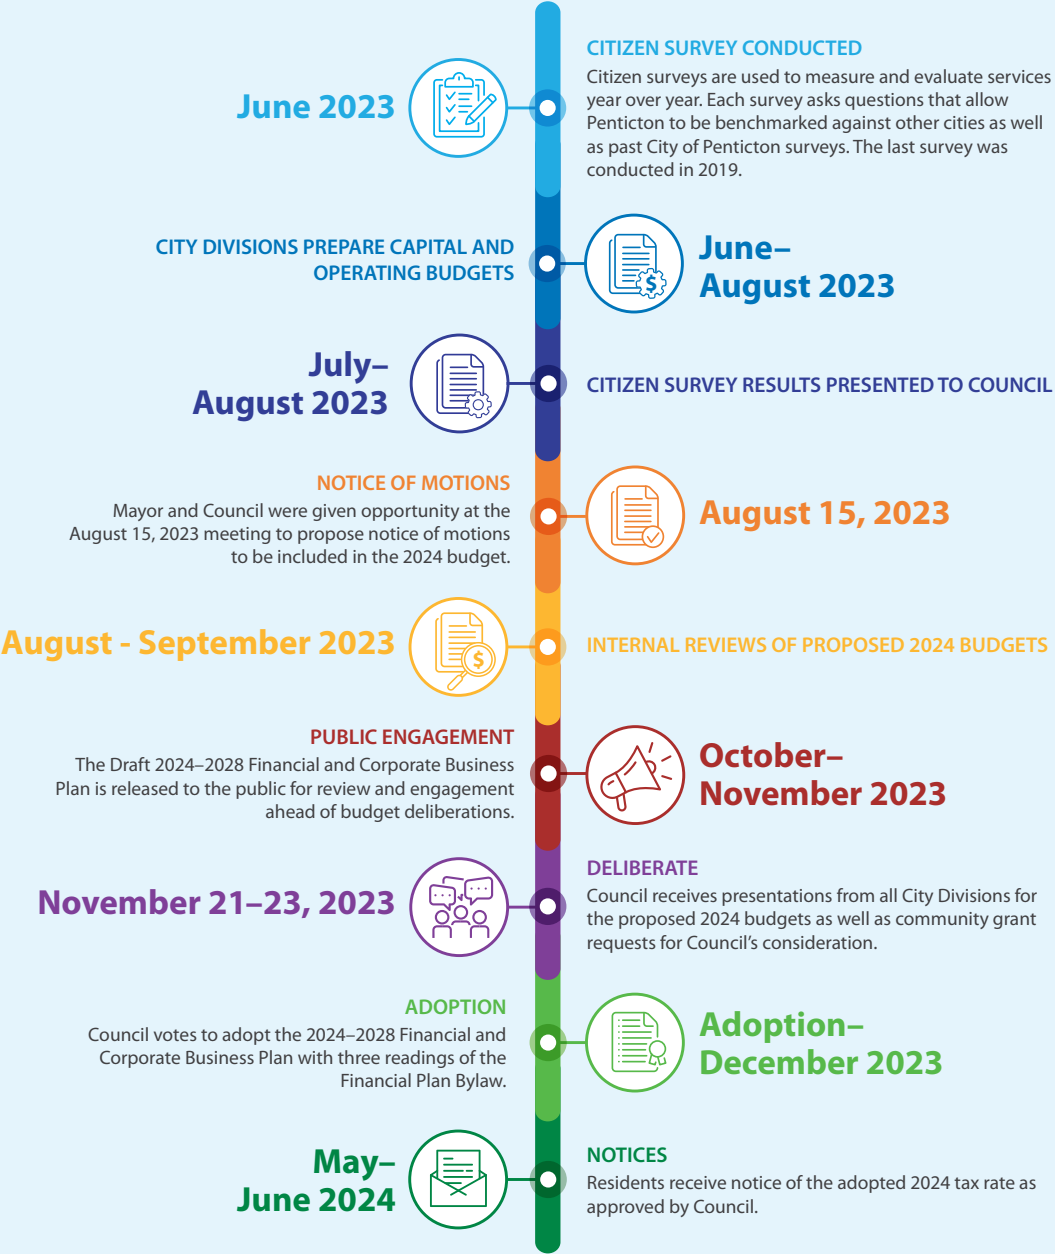 June 2023
CITIZEN SURVEY CONDUCTED
Citizen surveys are used to measure and evaluate services
year over year. Each survey asks questions that allow
Penticton to be benchmarked against other cities as well
as past City of Penticton surveys. The last survey was
conducted in 2019.
CITY DIVISIONS PREPARE CAPITAL AND
OPERATING BUDGETS
$
June–
August 2023
July–
August 2023
CITIZEN SURVEY RESULTS PRESENTED TO COUNCIL
NOTICE OF MOTIONS
Mayor and Council were given opportunity at the
August 15, 2023 meeting to propose notice of motions
to be included in the 2024 budget.
August 15, 2023
August - September 2023
$
INTERNAL REVIEWS OF PROPOSED 2024 BUDGETS
PUBLIC ENGAGEMENT
The Draft 2024–2028 Financial and Corporate Business
Plan is released to the public for review and engagement
ahead of budget deliberations.
October–
November 2023
November 21–23, 2023
DELIBERATE
Council receives presentations from all City Divisions for
the proposed 2024 budgets as well as community grant
requests for Council’s consideration.
ADOPTION
Council votes to adopt the 2024–2028 Financial and
Corporate Business Plan with three readings of the
Financial Plan Bylaw.
Adoption–
December 2023
May–
June 2024
NOTICES
Residents receive notice of the adopted 2024 tax rate as
approved by Council.